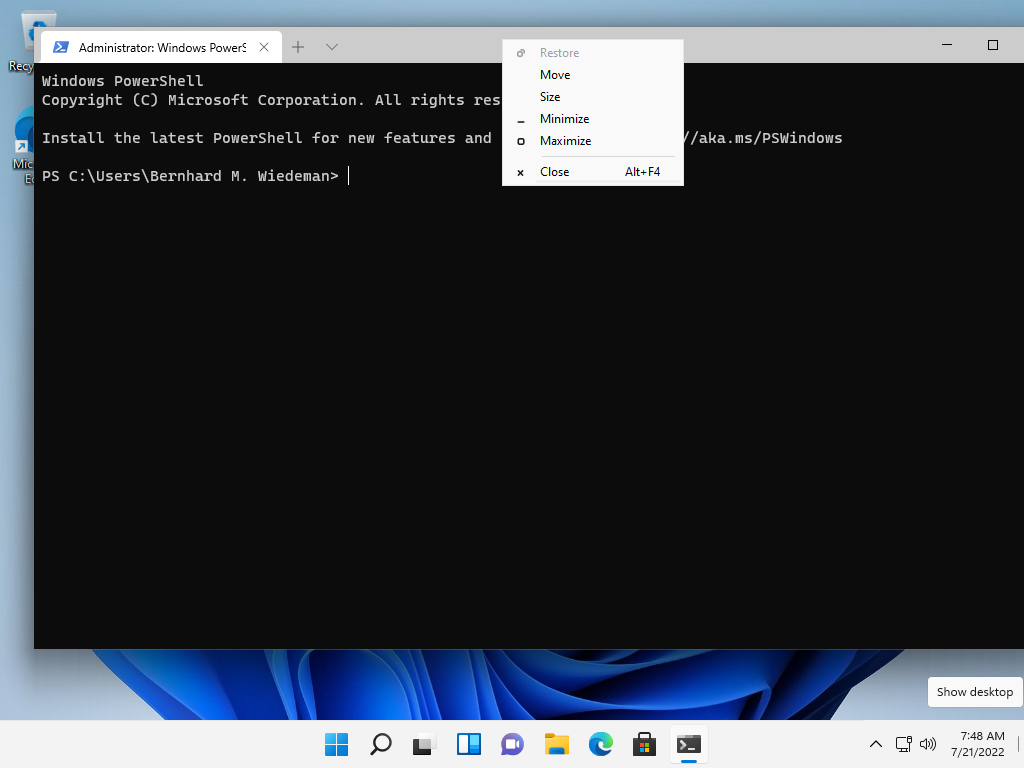 Recy
Administrator: Windows PowerS
Windows PowerShell
Copyright (C) Microsoft Corporation. All rights res
Install the latest PowerShell for new features and
//aka.ms/PSWindows
PS C:\Users\Bernhard M. Wiedeman>
Restore
Move
Size
Minimize
Maximize
Close Alt+F4
Mic
Ed
Show desktop
7:48 AM
7/21/2022